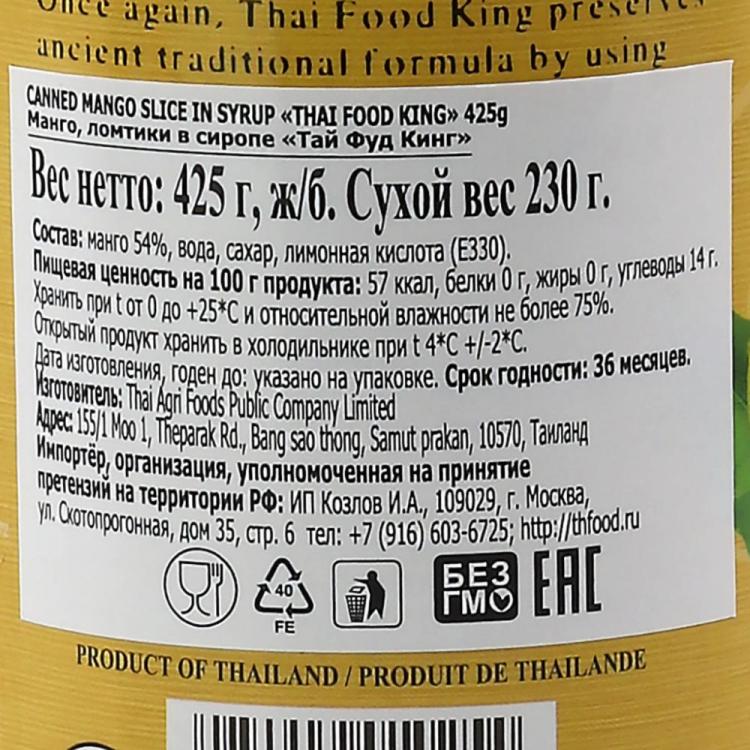 Once again, Thai Food King preserves
ancient traditional formula by using
CANNED MANGO SLICE IN SYRUP «THAI FOOD KING» 425g
Манго, ломтики в сиропе «Тай Фуд Кинг»
Вес нетто: 425 г, ж/б. Сухой вес 230 г.
Состав: манго 54%, вода, сахар, лимонная кислота (Е330).
Пищевая ценность на 100 г продукта: 57 ккал, белки 0 г, жиры 0 г, углеводы 14 г.
Хранить при t от 0 до +25*С и относительной влажности не более 75%.
Открытый продукт хранить в холодильнике при t 4*С +/-2*С.
Дата изготовления, годен до: указано на упаковке. Срок годности: 36 месяцев.
Изготовитель: Thai Agri Foods Public Company Limited
Адрес: 155/1 Moo 1, Theparak Rd., Bang sao thong, Samut prakan, 10570, Таиланд
Импортёр, организация, уполномоченная на принятие
претензий на территории РФ: ИП Козлов И.А., 109029, г. Москва,
ул. Скотопрогонная, дом 35, стр. 6 тел: +7 (916) 603-6725; http://thfood.ru
40
FE
БЕЗ
ГМО
EAC
PRODUCT OF THAILAND / PRODUIT DE THAILANDE